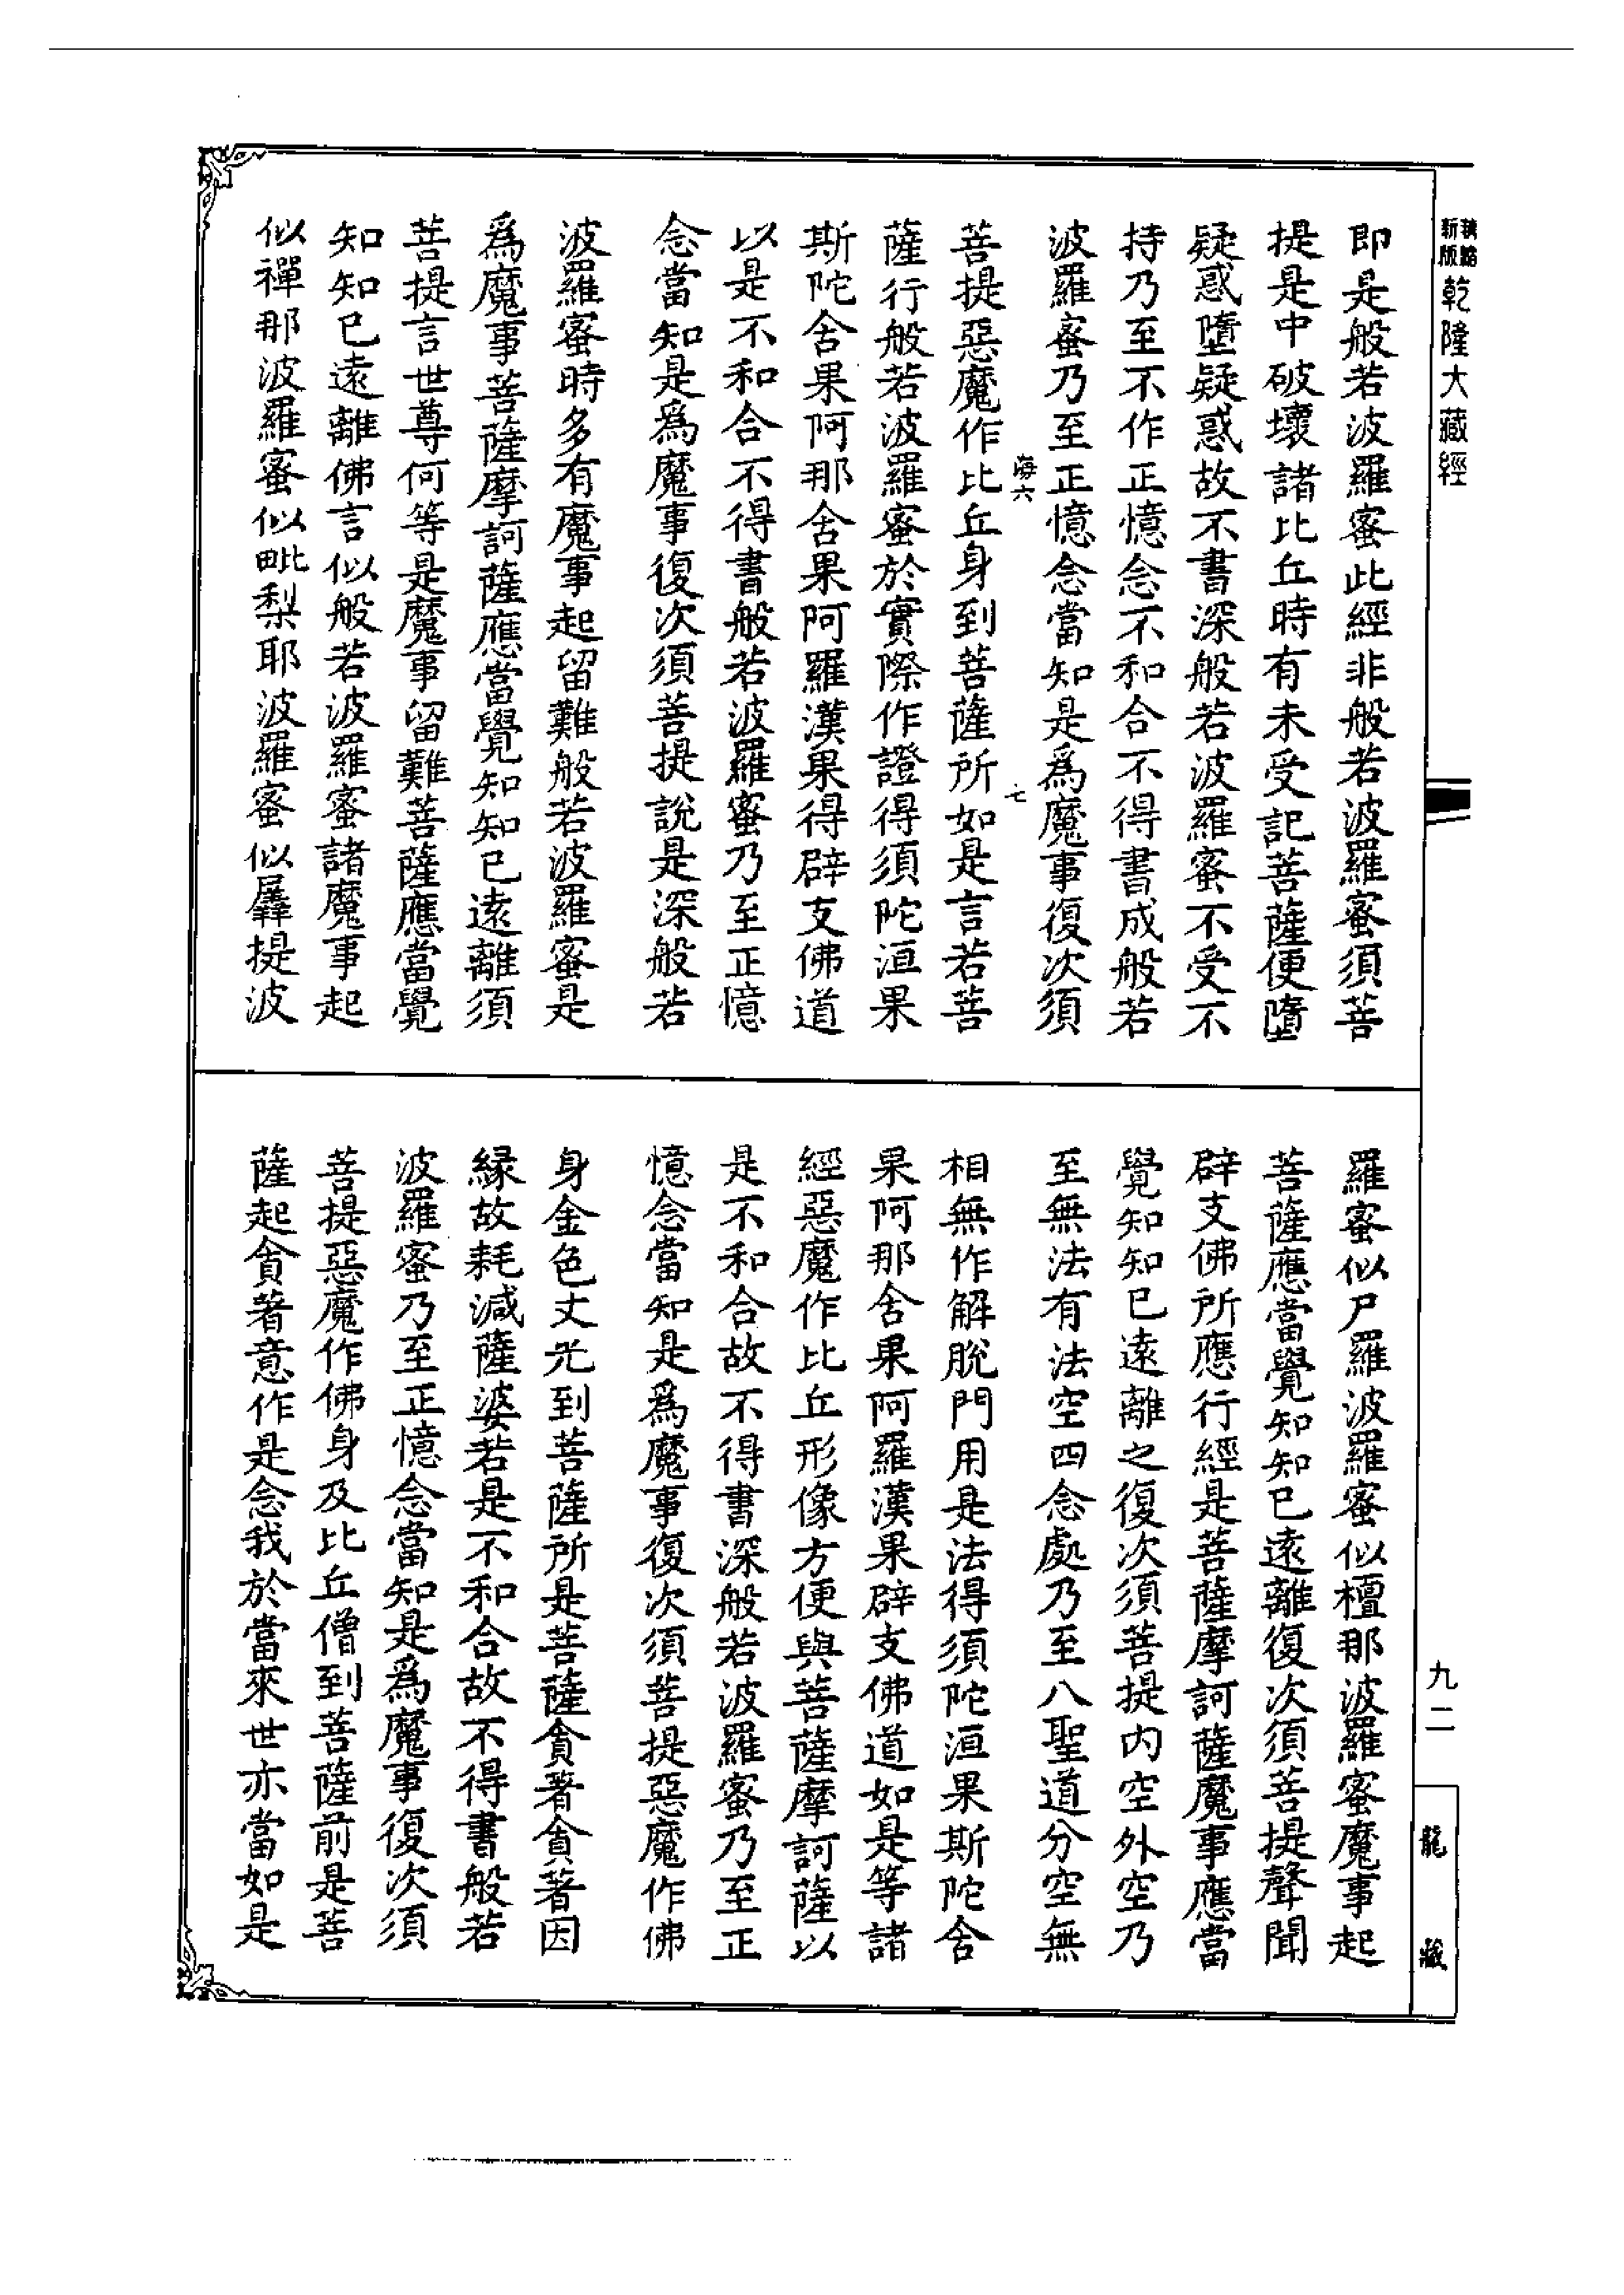 新版
乾隆大藏經
即是般若波羅蜜此經非般若波羅蜜須菩
提是中破壞諸比丘時有未受記菩薩便墮
疑惑墮疑惑故不書深般若波羅蜜不受不
持乃至不作正憶念不和合不得書成般若
波羅蜜乃至正憶念當知是爲魔事復次須
海六
七
菩提惡魔作比丘身到菩薩所如是言若菩
薩行般若波羅蜜於實際作證得須陀洹果
斯陀含果阿那含果阿羅漢果得辟支佛道
以是不和合不得書般若波羅蜜乃至正憶
念當知是爲魔事復次須菩提說是深般若
波羅蜜時多有魔事起留難般若波羅蜜是
爲魔事菩薩摩訶薩應當覺知知已遠離須
菩提言世尊何等是魔事留難菩薩應當覺
知知已遠離佛言似般若波羅蜜諸魔事起
似禪那波羅蜜似毗梨耶波羅蜜似羼提波
羅蜜似尸羅波羅蜜似檀那波羅蜜魔事起
菩薩應當覺知知已遠離復次須菩提聲聞
辟支佛所應行經是菩薩摩訶薩魔事應當
覺知知已遠離之復次須菩提内空外空乃
至無法有法空四念處乃至八聖道分空無
相無作解脫門用是法得須陀洹果斯陀含
果阿那含果阿羅漢果辟支佛道如是等諸
經惡魔作比丘形像方便與菩薩摩訶薩以
是不和合故不得書深般若波羅蜜乃至正
憶念當知是爲魔事復次須菩提惡魔作佛
身金色丈光到菩薩所是菩薩貪著貪著因
緣故耗減薩婆若是不和合故不得書般若
波羅蜜乃至正憶念當知是爲魔事復次須
菩提惡魔作佛身及比丘僧到菩薩前是菩
薩起貪著意作是念我於當來世亦當如是
九二
龍藏